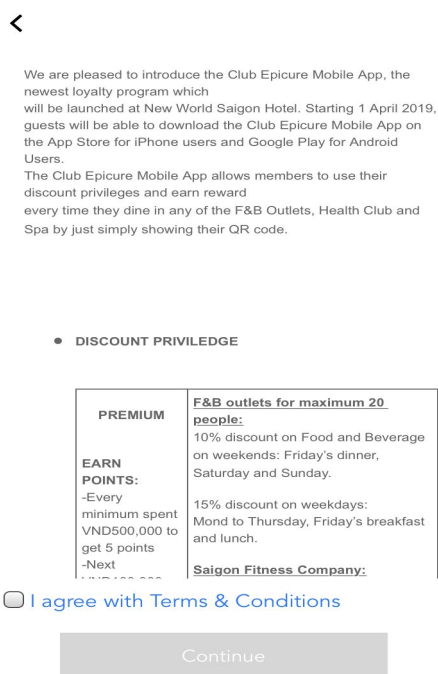 We are pleased to introduce the Club Epicure Mobile App, the
newest loyalty program which
will be launched at New World Saigon Hotel. Starting 1 April 2019,
guests will be able to download the Club Epicure Mobile App on
the App Store for iPhone users and Google Play for Android
Users.
The Club Epicure Mobile App allows members to use their
discount privileges and earn reward
every time they dine in any of the F&B Outlets, Health Club and
Spa by just simply showing their QR code.
• DISCOUNT PRIVILEDGE
PREMIUM
EARN
POINTS:
-Every
minimum spent
VND500,000 to
get 5 points
-Next
F&B outlets for maximum 20
people:
10% discount on Food and Beverage
on weekends: Friday's dinner,
Saturday and Sunday.
15% discount on weekdays:
Mond to Thursday, Friday's breakfast
and lunch.
Saigon Fitness Company:
I agree with Terms & Conditions
Continue